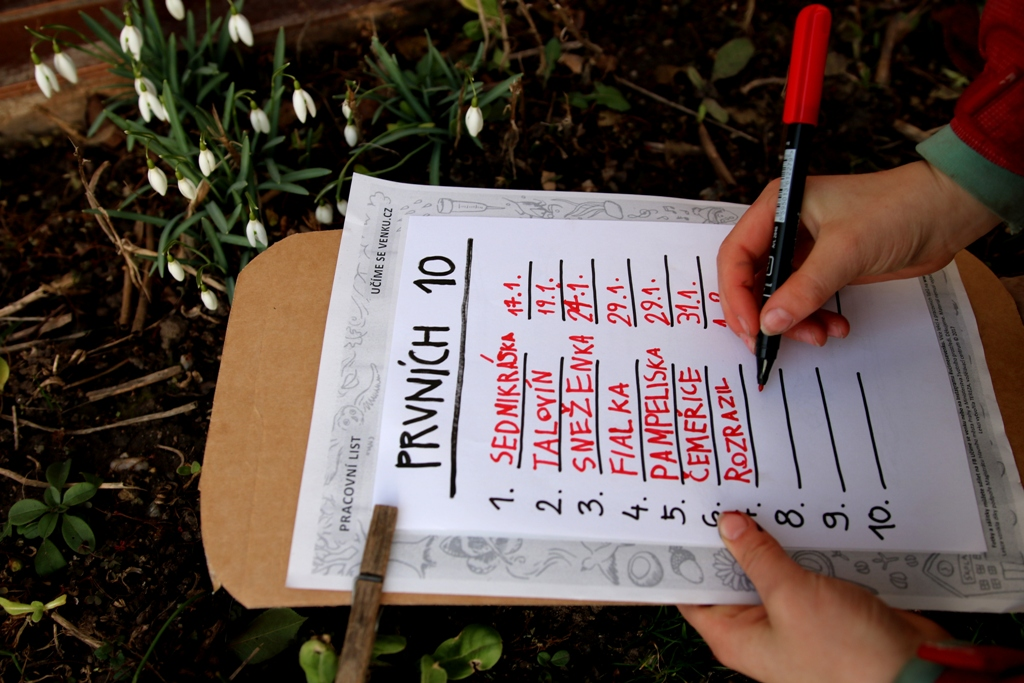 UČÍME SE VENKU.CZ
PRACOVNÍ LIST
PRVNÍCH 10
1. SEDMIKRÁSKA 17.1.
2. TALOVÍN 19.1.
3. SNĚŽENKA 24.1.
4. FIALKA 29.1.
5. PAMPELIŠKA 29.1.
6. ČEMEŘICE 31.1.
ROZRAZIL
8.
9.
10.